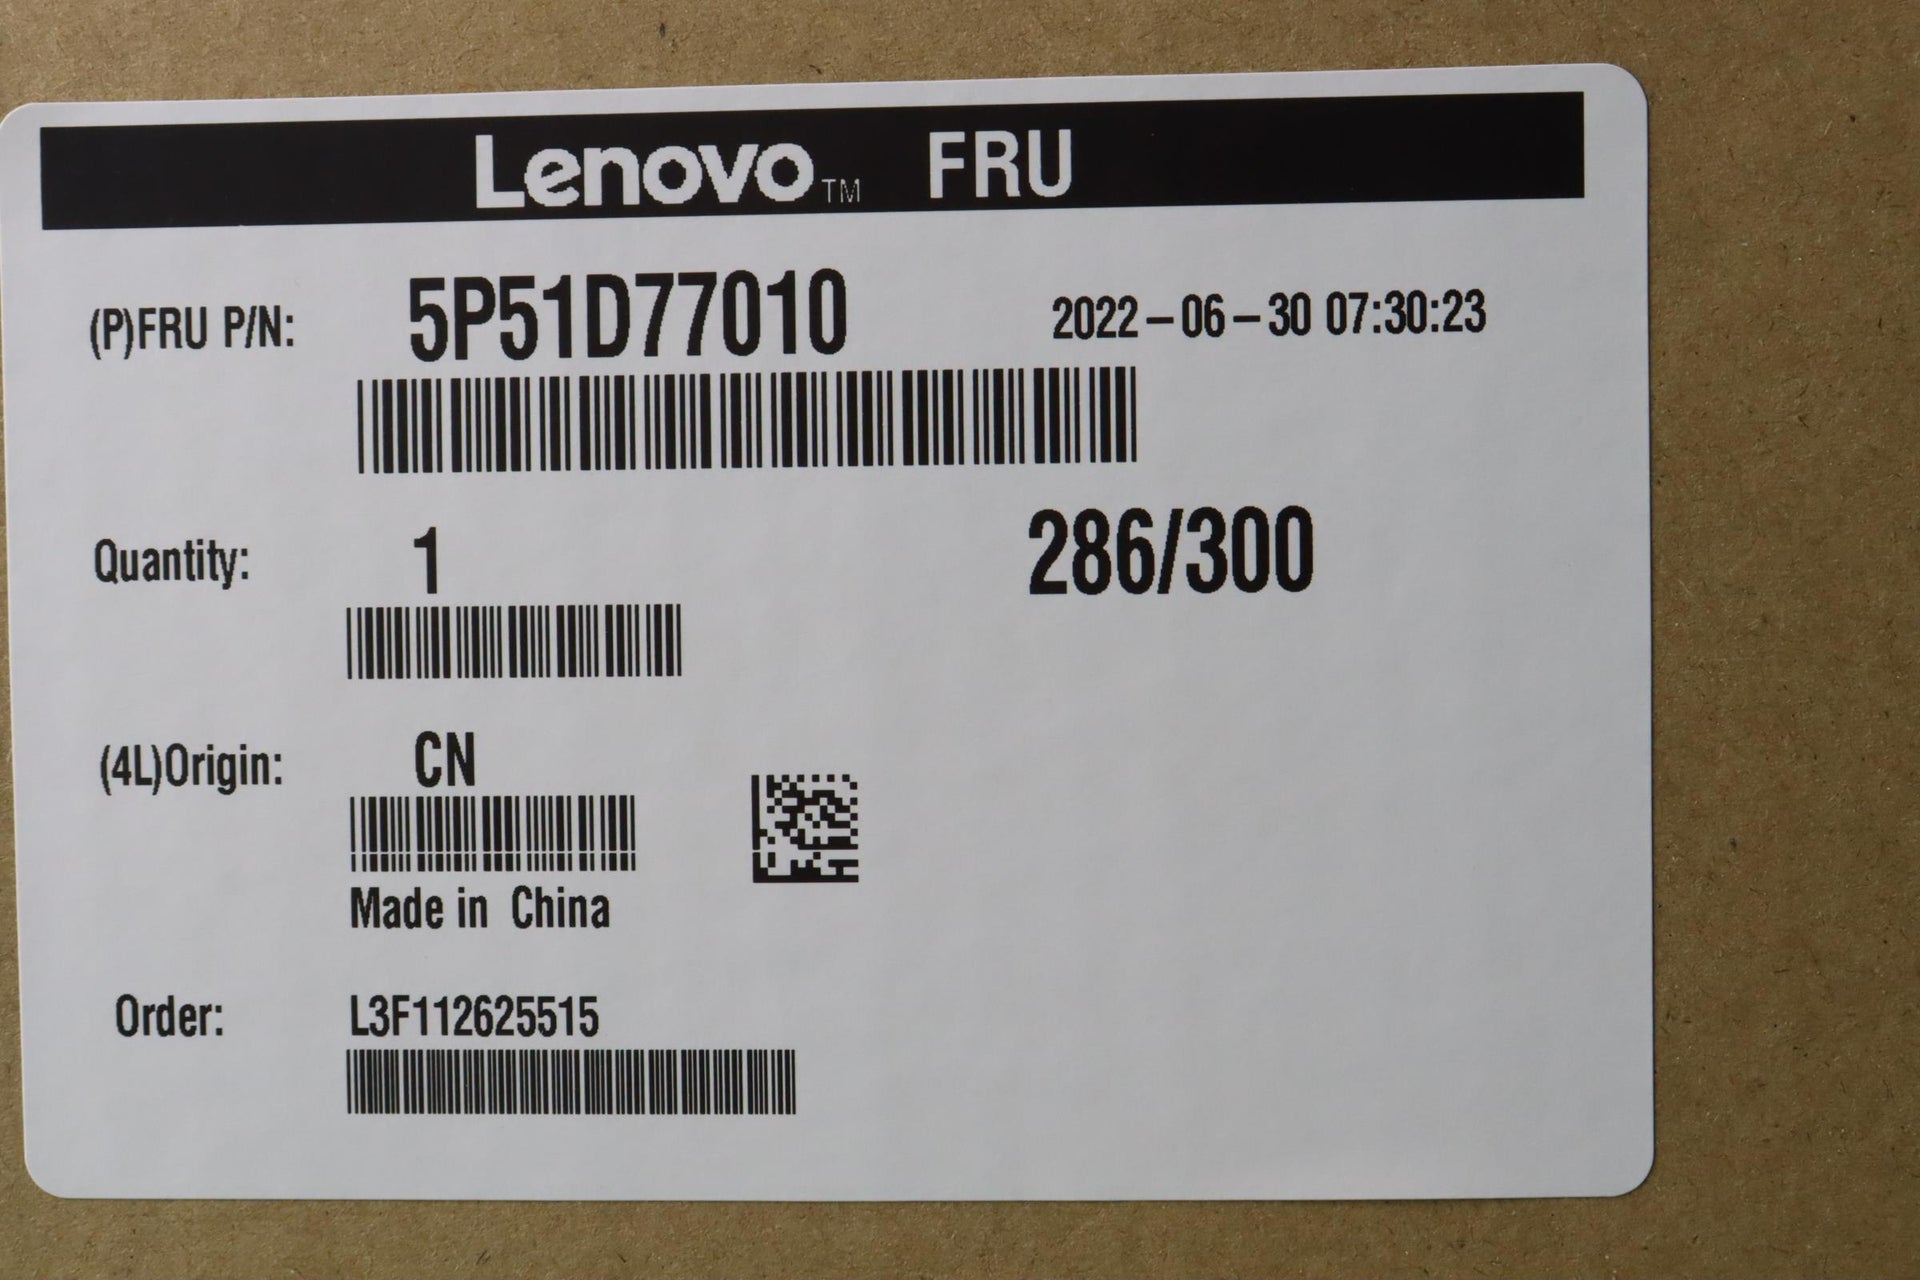 Lenovo™ FRU
(P)FRU P/N: 5P51D77010 2022-06-30 07:30:23
Quantity: 1 286/300
(4L)Origin: CN
Made in China
Order: L3F112625515